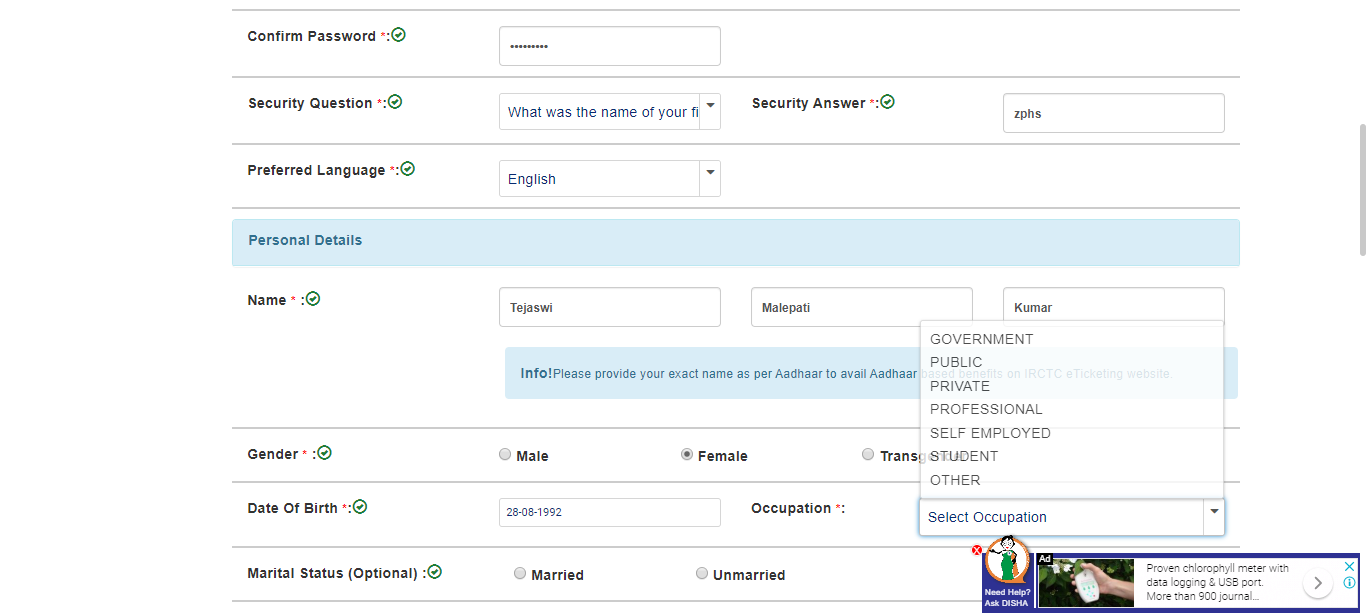 Confirm Password *:
•••••••••
Security Question *:
What was the name of your fi
Security Answer *:
zphs
Preferred Language *:
English
Personal Details
Name * :
Tejaswi
Malepati
Kumar
Info!Please provide your exact name as per Aadhaar to avail Aadhaar based benefits on IRCTC eTicketing website.
GOVERNMENT
PUBLIC
PRIVATE
PROFESSIONAL
SELF EMPLOYED
STUDENT
OTHER
Gender * :
Male
Female
Transgender
Date Of Birth *:
28-08-1992
Occupation *:
Select Occupation
Marital Status (Optional) :
Married
Unmarried
Need Help?
Ask DISHA
Ad
Proven chlorophyll meter with
data logging & USB port.
More than 900 journal...